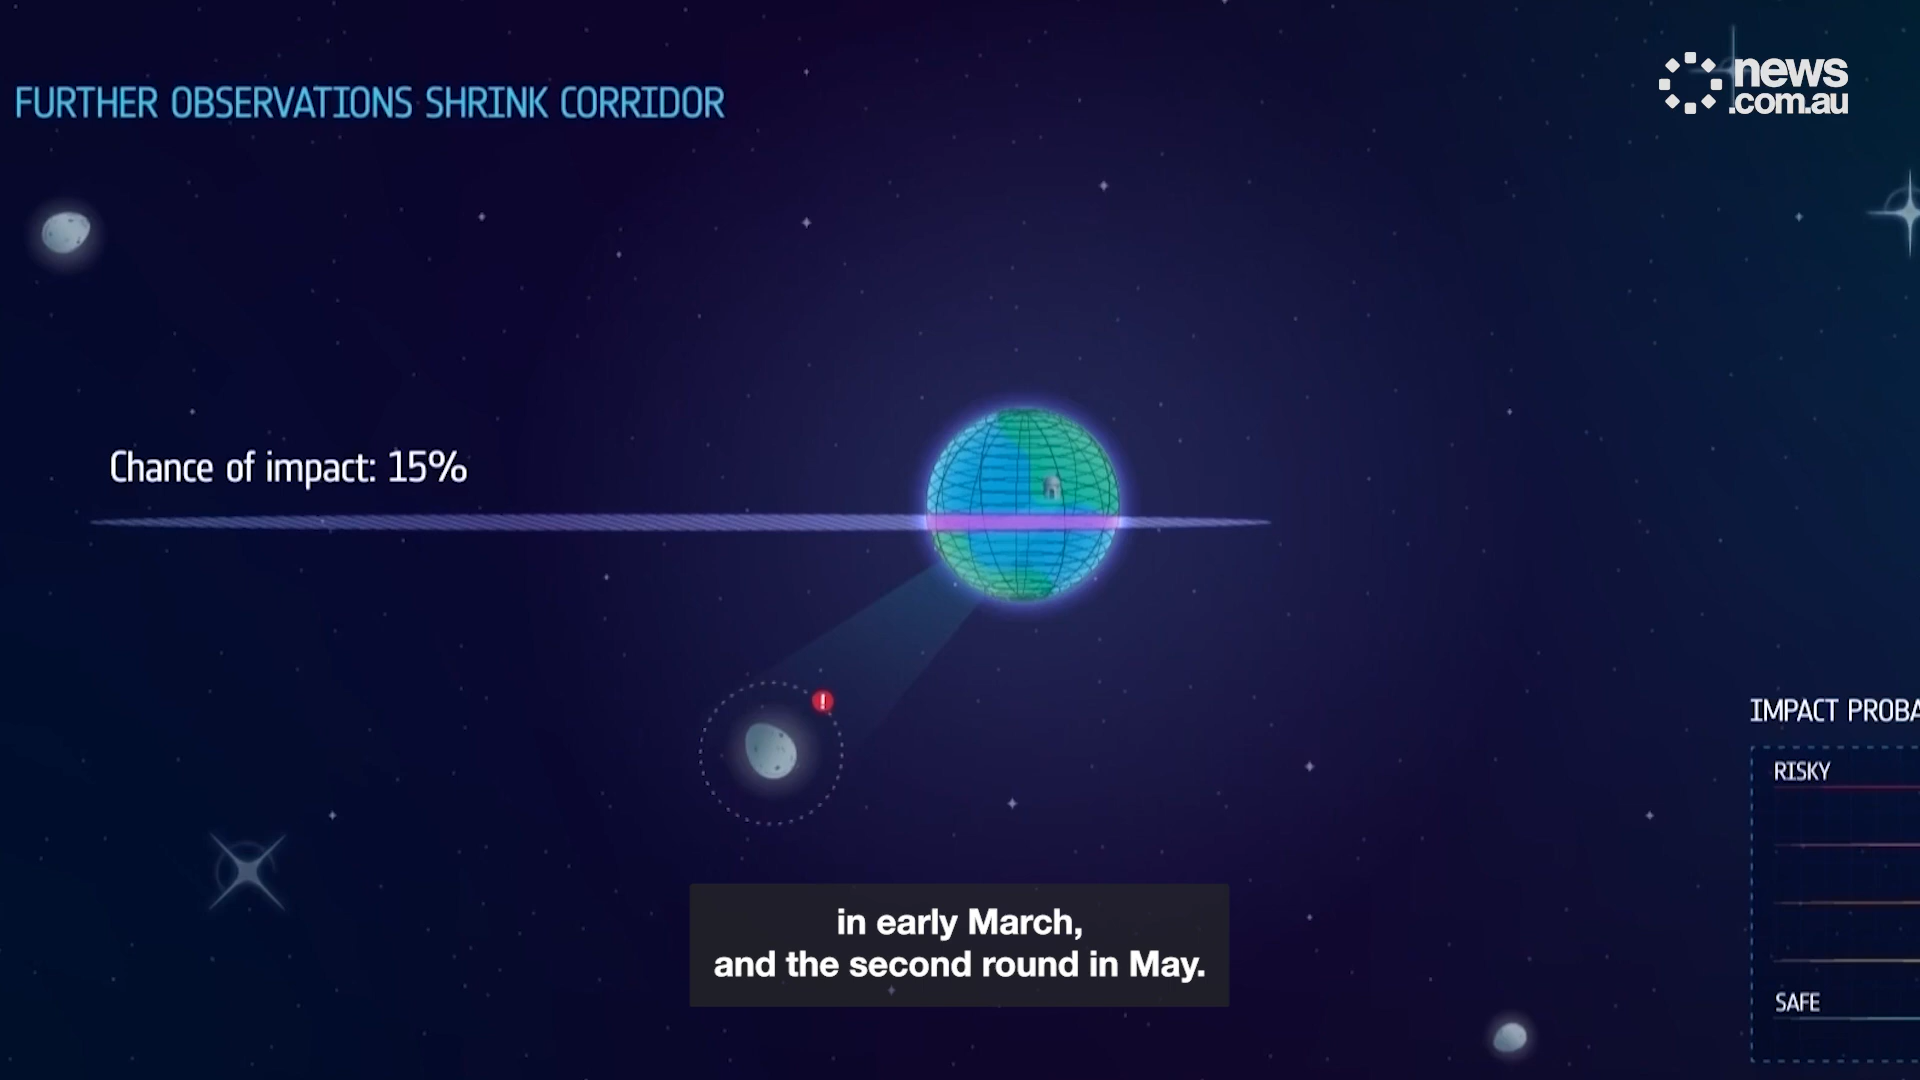 FURTHER OBSERVATIONS SHRINK CORRIDOR
news
.com.au
Chance of impact: 15%
IMPACT PROBA
RISKY
SAFE
in early March,
and the second round in May.